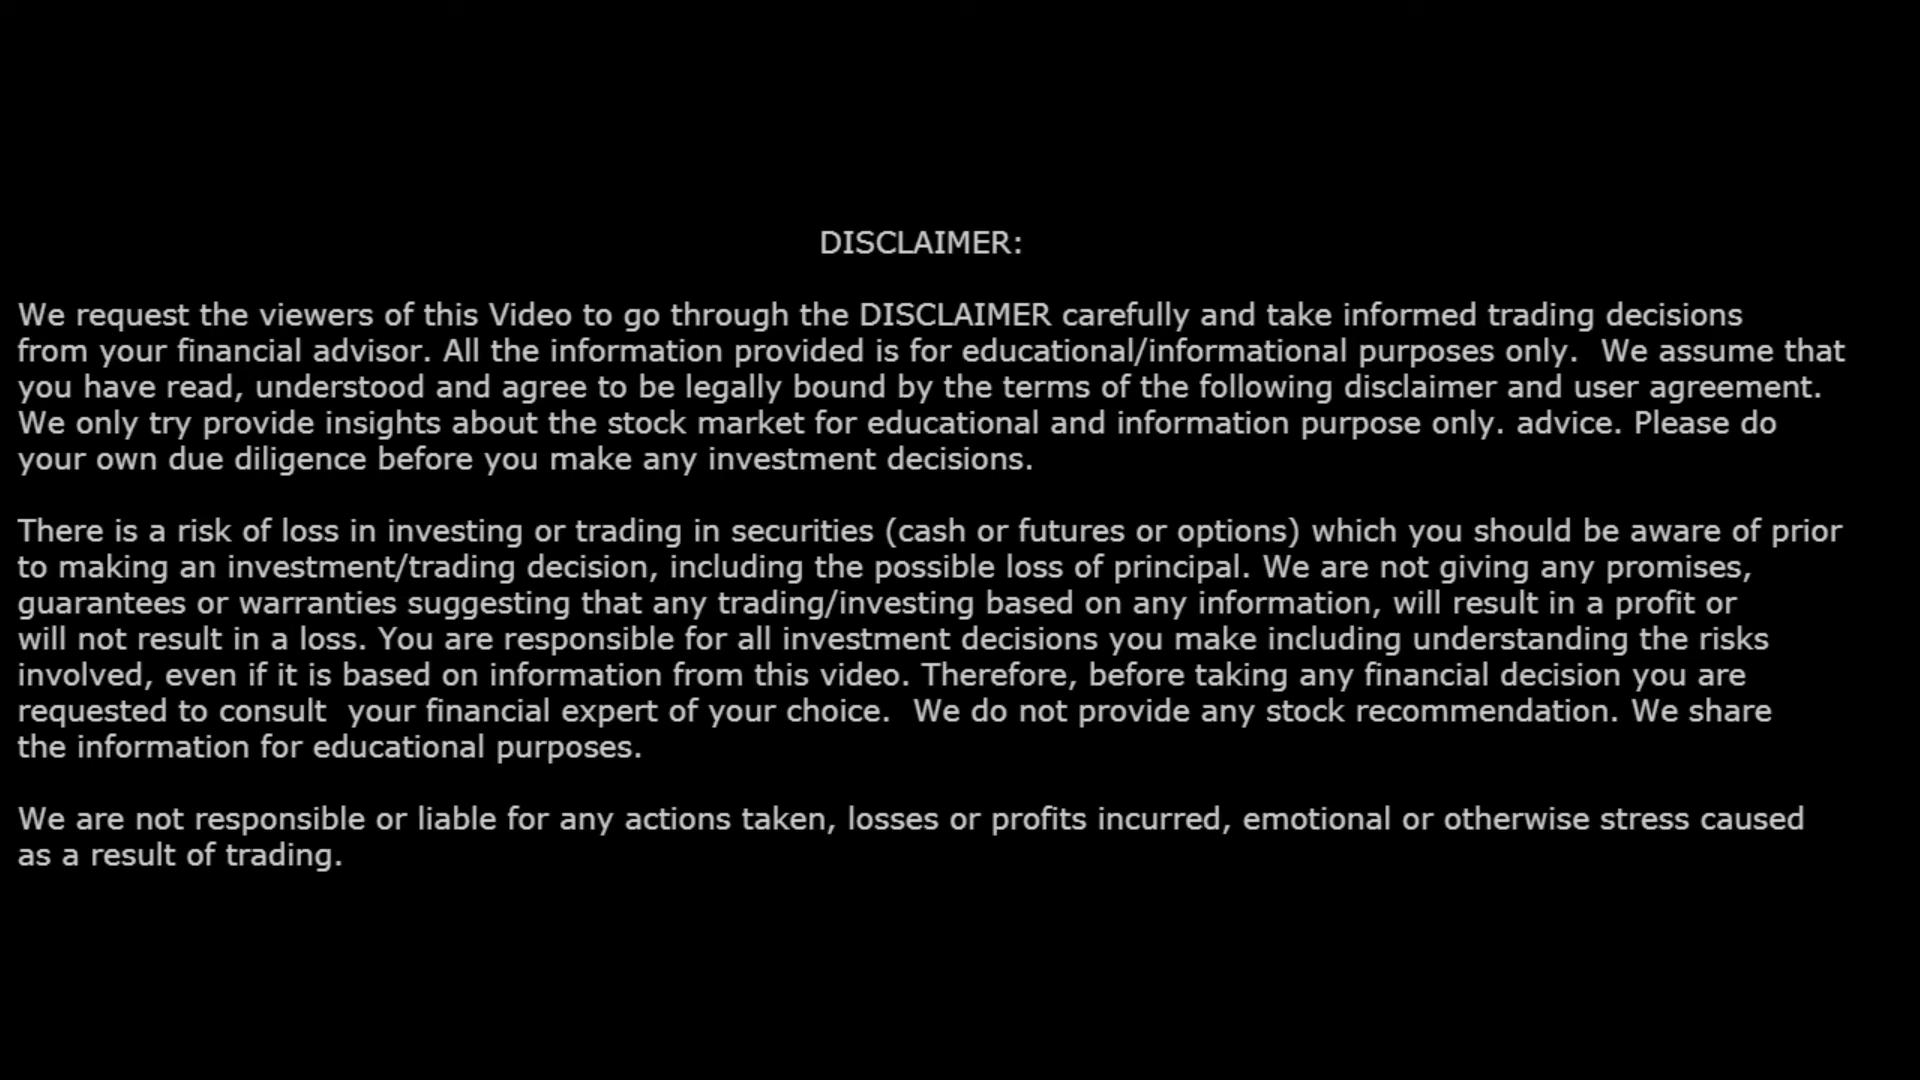 DISCLAIMER:
We request the viewers of this Video to go through the DISCLAIMER carefully and take informed trading decisions
from your financial advisor. All the information provided is for educational/informational purposes only.  We assume that
you have read, understood and agree to be legally bound by the terms of the following disclaimer and user agreement.
We only try provide insights about the stock market for educational and information purpose only. advice. Please do
your own due diligence before you make any investment decisions.
There is a risk of loss in investing or trading in securities (cash or futures or options) which you should be aware of prior
to making an investment/trading decision, including the possible loss of principal. We are not giving any promises,
guarantees or warranties suggesting that any trading/investing based on any information, will result in a profit or
will not result in a loss. You are responsible for all investment decisions you make including understanding the risks
involved, even if it is based on information from this video. Therefore, before taking any financial decision you are
requested to consult  your financial expert of your choice.  We do not provide any stock recommendation. We share
the information for educational purposes.
We are not responsible or liable for any actions taken, losses or profits incurred, emotional or otherwise stress caused
as a result of trading.